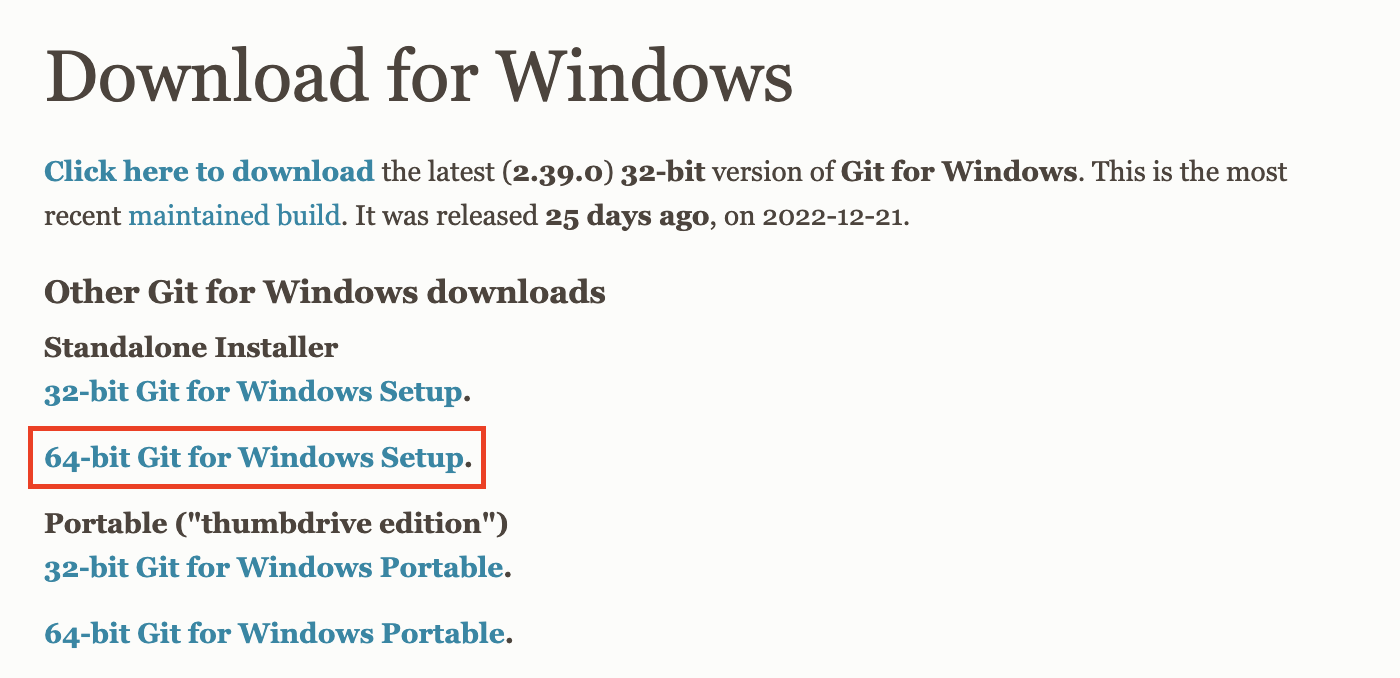 Download for Windows
Click here to download the latest (2.39.0) 32-bit version of Git for Windows. This is the most
recent maintained build. It was released 25 days ago, on 2022-12-21.
Other Git for Windows downloads
Standalone Installer
32-bit Git for Windows Setup.
64-bit Git for Windows Setup.
Portable ("thumbdrive edition")
32-bit Git for Windows Portable.
64-bit Git for Windows Portable.